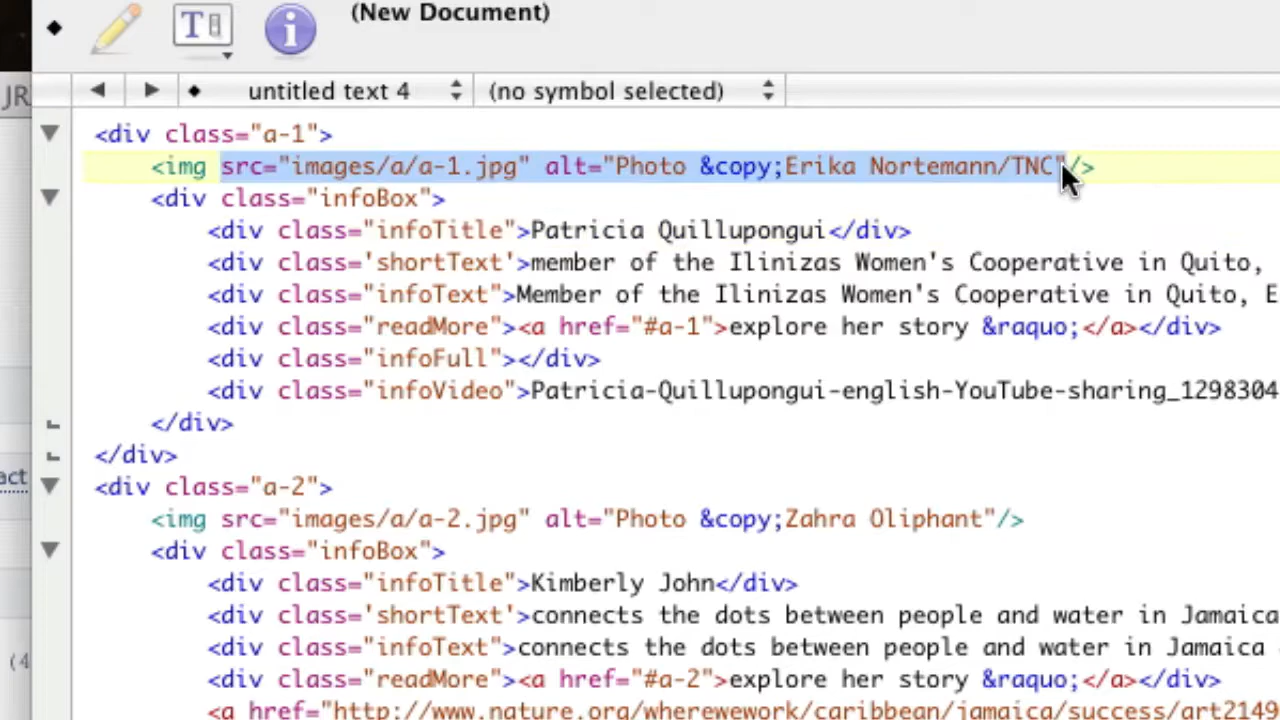 (New Document)
T
i
JR
untitled text 4
(no symbol selected)
<div class="a-1">
<img src="images/a/a-1.jpg" alt="Photo &copy;Erika Nortemann/TNC"/>
<div class="infoBox">
<div class="infoTitle">Patricia Quillupongui</div>
<div class='shortText'>member of the Ilinizas Women's Cooperative in Quito,
<div class="infoText">Member of the Ilinizas Women's Cooperative in Quito, E
<div class="readMore"><a href="#a-1">explore her story &raquo;</a></div>
<div class="infoFull"></div>
<div class="infoVideo">Patricia-Quillupongui-english-YouTube-sharing_1298304
</div>
</div>
act
<div class="a-2">
<img src="images/a/a-2.jpg" alt="Photo &copy;Zahra Oliphant"/>
<div class="infoBox">
<div class="infoTitle">Kimberly John</div>
<div class='shortText'>connects the dots between people and water in Jamaica
<div class="infoText">connects the dots between people and water in Jamaica
(4
<div class="readMore"><a href="#a-2">explore her story &raquo;</a></div>
<a href="http://www.nature.org/wherewework/caribbean/jamaica/success/art2149